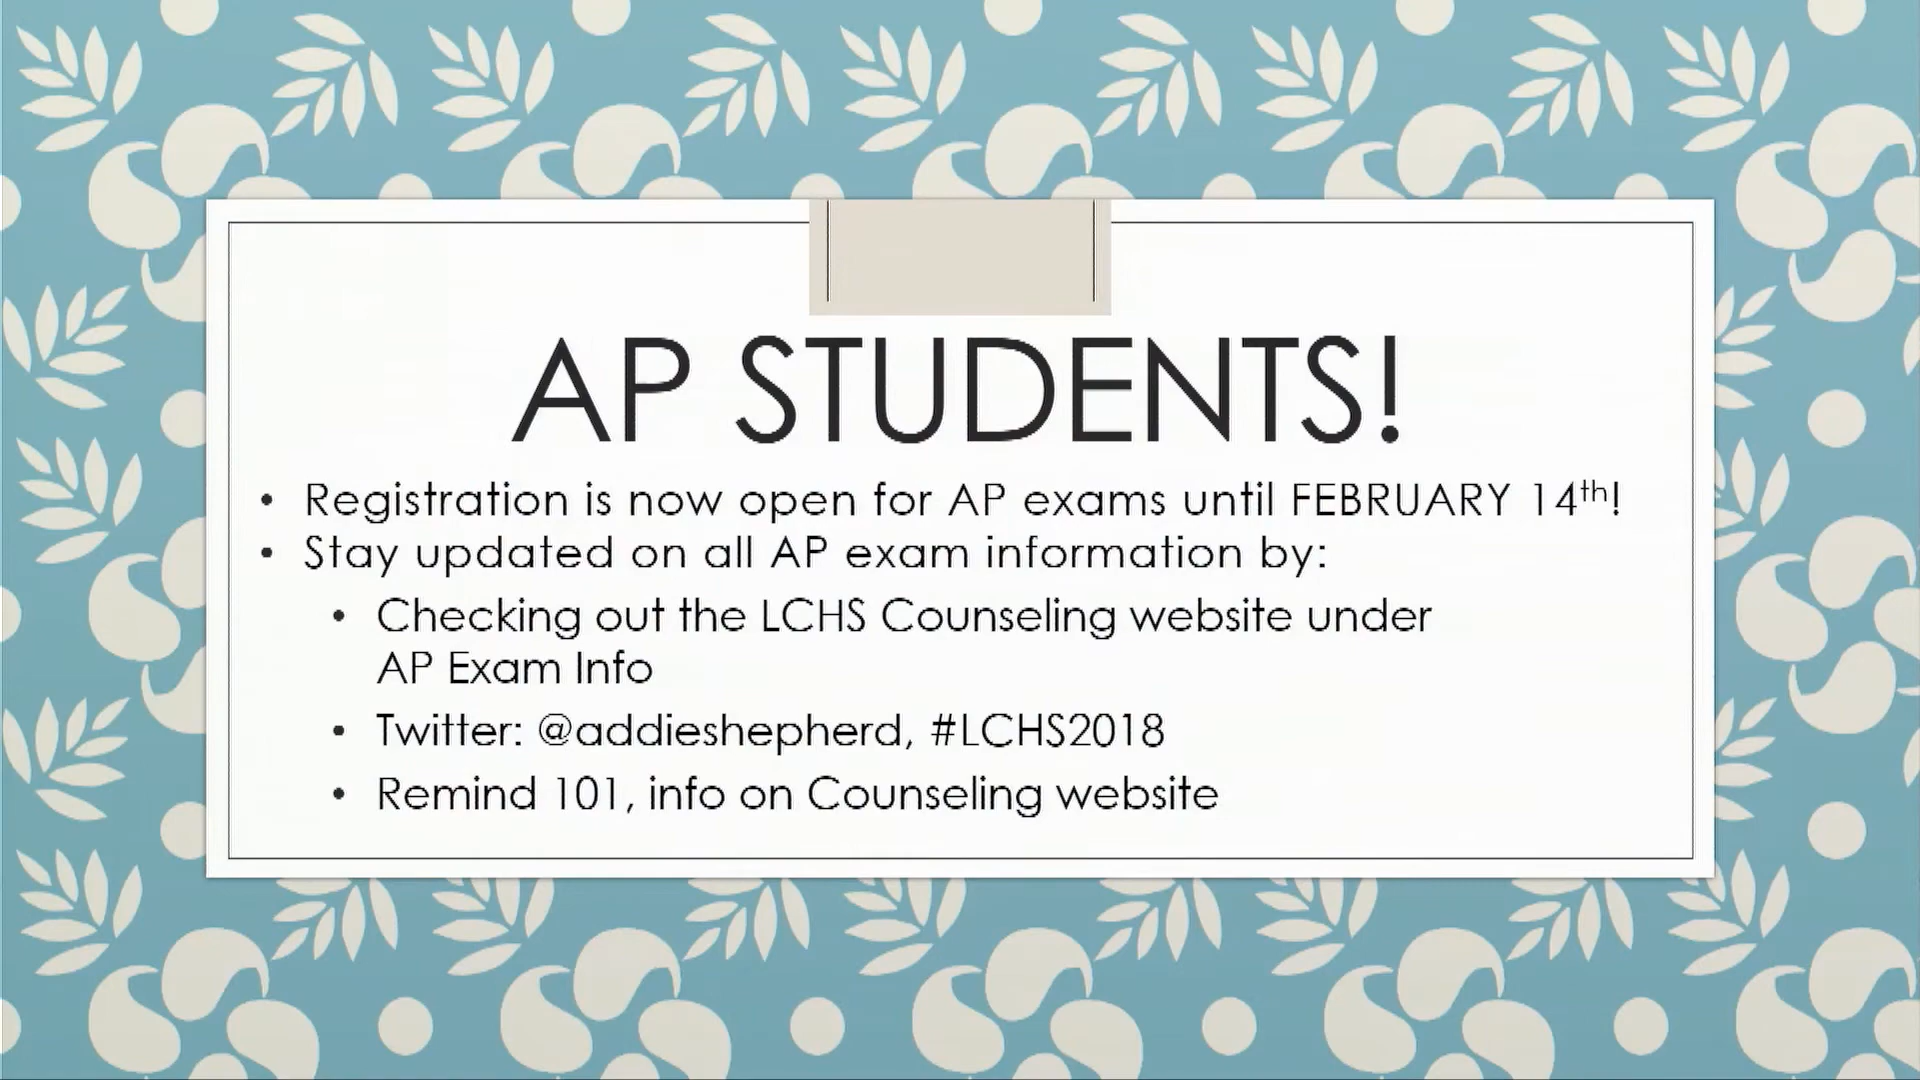 AP STUDENTS!
• Registration is now open for AP exams until FEBRUARY 14th!
• Stay updated on all AP exam information by:
• Checking out the LCHS Counseling website under
AP Exam Info
• Twitter: @addieshepherd, #LCHS2018
• Remind 101, info on Counseling website